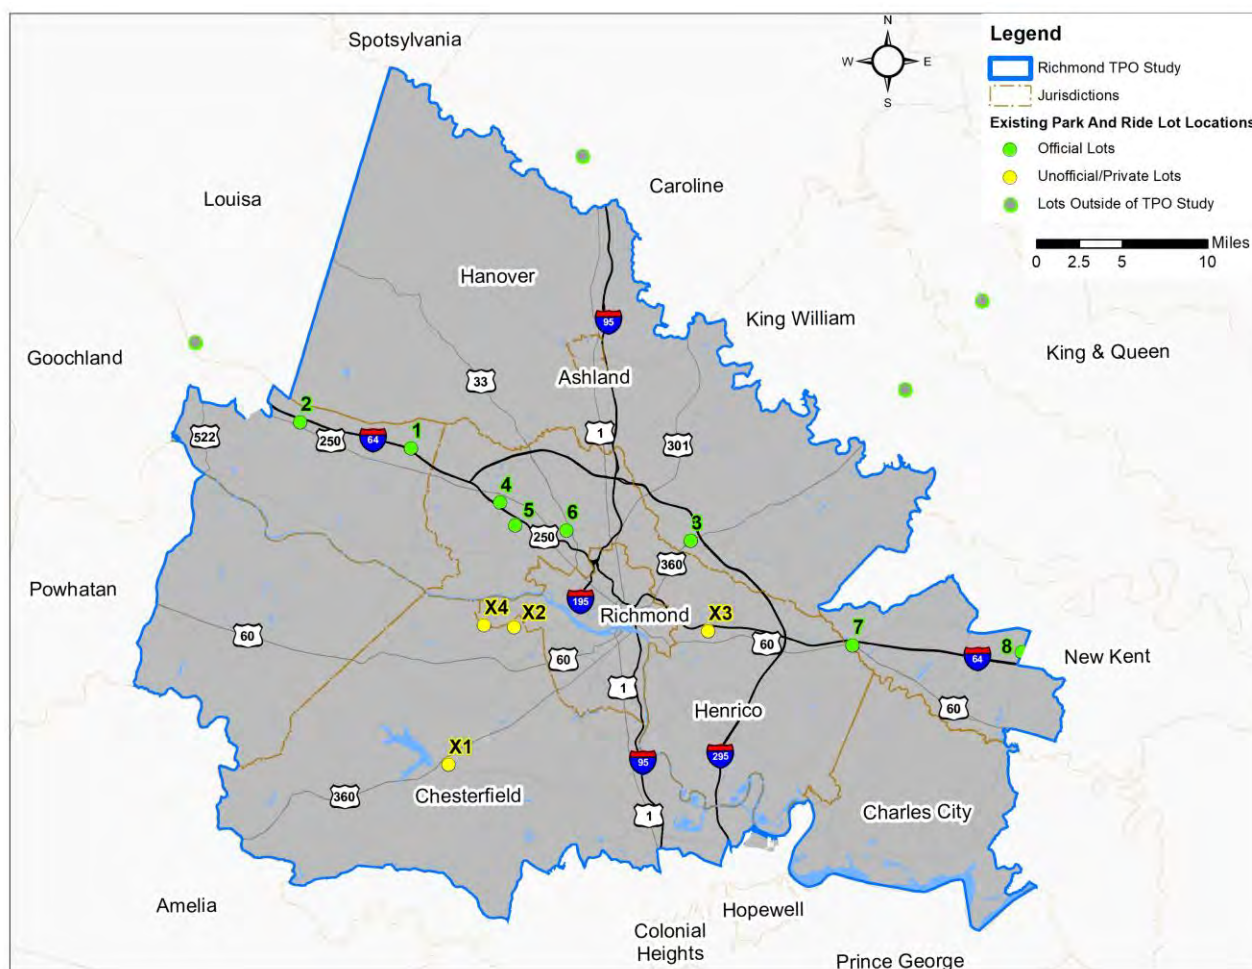 Spotsylvania
N
W E
S
Legend
Richmond TPO Study
Jurisdictions
Existing Park And Ride Lot Locations
Official Lots
Unofficial/Private Lots
Lots Outside of TPO Study
Miles
0 2.5 5 10
Caroline
Louisa
Hanover
95
King William
King & Queen
Goochland
33
Ashland
2
522
250
64
1
1
301
4
5
6
250
3
360
Powhatan
X4
X2
195
Richmond
X3
60
60
60
7
8
64
New Kent
60
1
Henrico
X1
95
295
360
Chesterfield
1
Charles City
Amelia
Hopewell
Colonial
Heights
Prince George